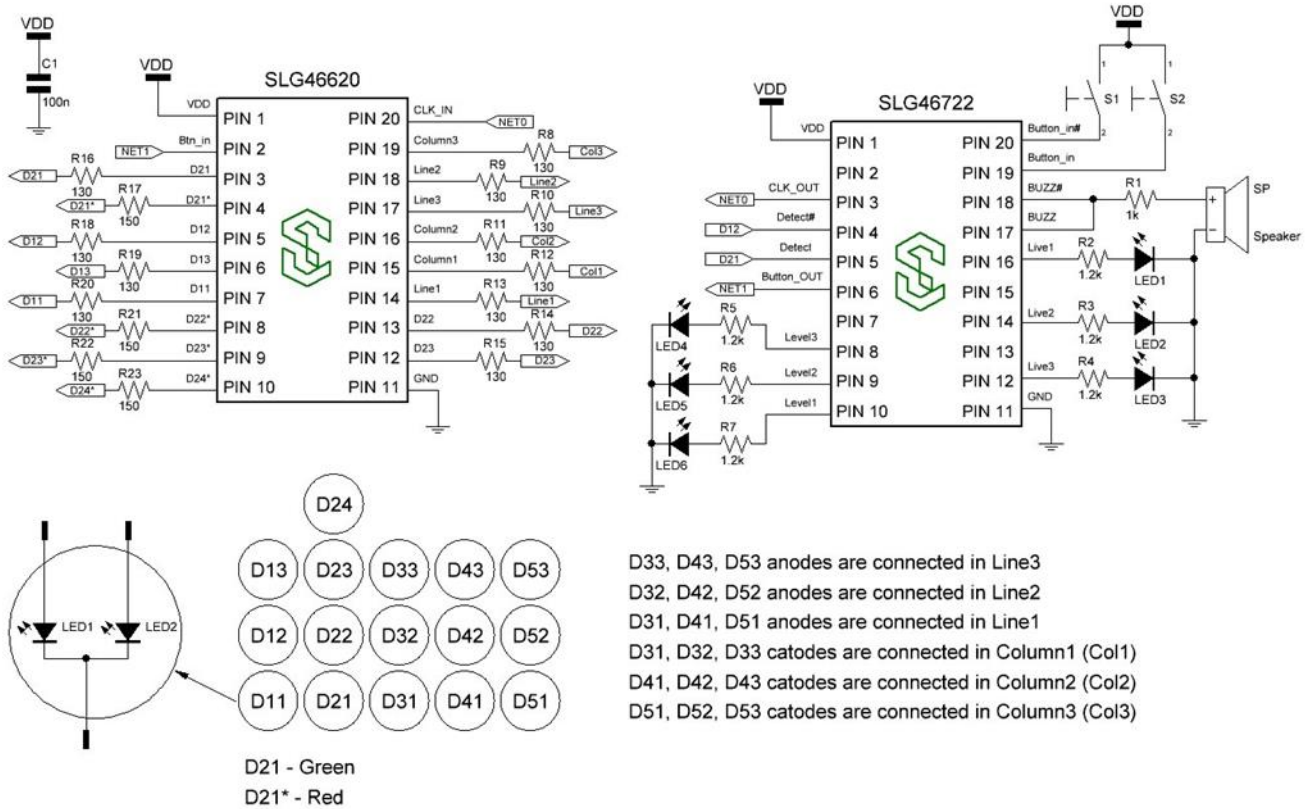 VDD
C1
100n
VDD
SLG46620
VDD
PIN 1
PIN 20
CLK_IN
NET0
NET1
Btn_in
PIN 2
PIN 19
Column3
R8
130
Col3
D21
R16
130
D21
PIN 3
PIN 18
Line2
R9
130
Line2
D21*
R17
150
D21*
PIN 4
PIN 17
Line3
R10
130
Line3
D12
R18
130
D12
PIN 5
PIN 16
Column2
R11
130
Col2
D13
R19
130
D13
PIN 6
PIN 15
Column1
R12
130
Col1
D11
R20
130
D11
PIN 7
PIN 14
Line1
R13
130
Line1
D22*
R21
150
D22*
PIN 8
PIN 13
D22
R14
130
D22
D23*
R22
150
D23*
PIN 9
PIN 12
D23
R15
130
D23
D24*
R23
150
D24*
PIN 10
PIN 11
GND
VDD
VDD
SLG46722
1
1
S1
S2
2
2
VDD
PIN 1
PIN 20
Button_in#
PIN 2
PIN 19
Button_in
NET0
CLK_OUT
PIN 3
PIN 18
BUZZ#
R1
1k
+
SP
D12
Detect#
PIN 4
PIN 17
BUZZ
−
Speaker
D21
Detect
PIN 5
PIN 16
Live1
R2
1.2k
LED1
NET1
Button_OUT
PIN 6
PIN 15
PIN 7
PIN 14
Live2
R3
1.2k
LED2
LED4
R5
1.2k
Level3
PIN 8
PIN 13
LED5
R6
1.2k
Level2
PIN 9
PIN 12
Live3
R4
1.2k
LED3
LED6
R7
1.2k
Level1
PIN 10
PIN 11
GND
LED1
LED2
D24
D13 D23 D33 D43 D53
D12 D22 D32 D42 D52
D11 D21 D31 D41 D51
D21 - Green
D21* - Red
D33, D43, D53 anodes are connected in Line3
D32, D42, D52 anodes are connected in Line2
D31, D41, D51 anodes are connected in Line1
D31, D32, D33 catodes are connected in Column1 (Col1)
D41, D42, D43 catodes are connected in Column2 (Col2)
D51, D52, D53 catodes are connected in Column3 (Col3)